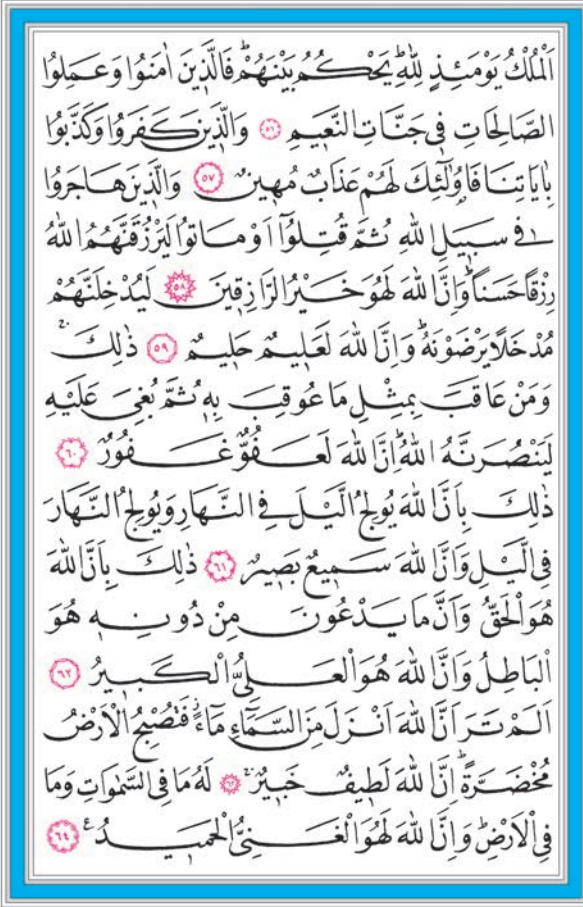 اَلْمُلْكُ يَوْمَئِذٍ لِلّٰهِۜ يَحْكُمُ بَيْنَهُمْۜ فَالَّذ۪ينَ اٰمَنُوا وَعَمِلُوا
الصَّالِحَاتِ ف۪ي جَنَّاتِ النَّع۪يمِ ﴿٥٦﴾ وَالَّذ۪ينَ كَفَرُوا وَكَذَّبُوا
بِاٰيَاتِنَا فَاُو۬لٰٓئِكَ لَهُمْ عَذَابٌ مُه۪ينٌ ﴿٥٧﴾ وَالَّذ۪ينَ هَاجَرُوا
ف۪ي سَب۪يلِ اللّٰهِ ثُمَّ قُتِلُٓوا اَوْ مَاتُوا لَيَرْزُقَنَّهُمُ اللّٰهُ
رِزْقًا حَسَنًاۜ وَاِنَّ اللّٰهَ لَهُوَ خَيْرُ الرَّازِق۪ينَ ﴿٥٨﴾ لَيُدْخِلَنَّهُمْ
مُدْخَلًا يَرْضَوْنَهُۜ وَاِنَّ اللّٰهَ لَعَل۪يمٌ حَل۪يمٌ ﴿٥٩﴾ ذٰلِكَۚ
وَمَنْ عَاقَبَ بِمِثْلِ مَا عُوقِبَ بِه۪ ثُمَّ بُغِيَ عَلَيْهِ
لَيَنْصُرَنَّهُ اللّٰهُۜ اِنَّ اللّٰهَ لَعَفُوٌّ غَفُورٌ ﴿٦٠﴾
ذٰلِكَ بِاَنَّ اللّٰهَ يُولِجُ الَّيْلَ فِي النَّهَارِ وَيُولِجُ النَّهَارَ
فِي الَّيْلِ وَاَنَّ اللّٰهَ سَم۪يعٌ بَص۪يرٌ ﴿٦١﴾ ذٰلِكَ بِاَنَّ اللّٰهَ
هُوَ الْحَقُّ وَاَنَّ مَا يَدْعُونَ مِنْ دُونِه۪ هُوَ
الْبَاطِلُ وَاَنَّ اللّٰهَ هُوَ الْعَلِيُّ الْكَب۪يرُ ﴿٦٢﴾
اَلَمْ تَرَ اَنَّ اللّٰهَ اَنْزَلَ مِنَ السَّمَٓاءِ مَٓاءًۘ فَتُصْبِحُ الْاَرْضُ
مُخْضَرَّةًۜ اِنَّ اللّٰهَ لَط۪يفٌ خَب۪يرٌۚ ﴿٦٣﴾ لَهُ مَا فِي السَّمٰوَاتِ وَمَا
فِي الْاَرْضِۜ وَاِنَّ اللّٰهَ لَهُوَ الْغَنِيُّ الْحَم۪يدُ۟ ﴿٦٤﴾